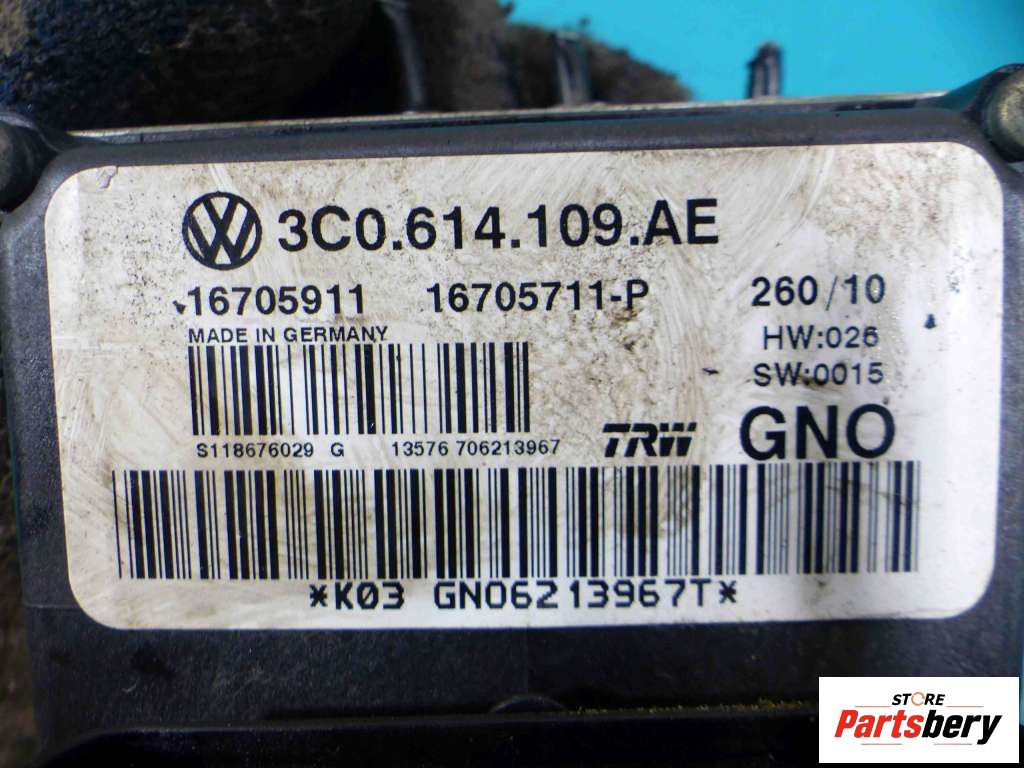 3C0.614.109.AE
16705911 16705711-P 260/10
MADE IN GERMANY HW:026
SW:0015
S118676029 G 13576 706213967 TRW GNO
*K03 GNO6213967T*
STORE
Partsbery